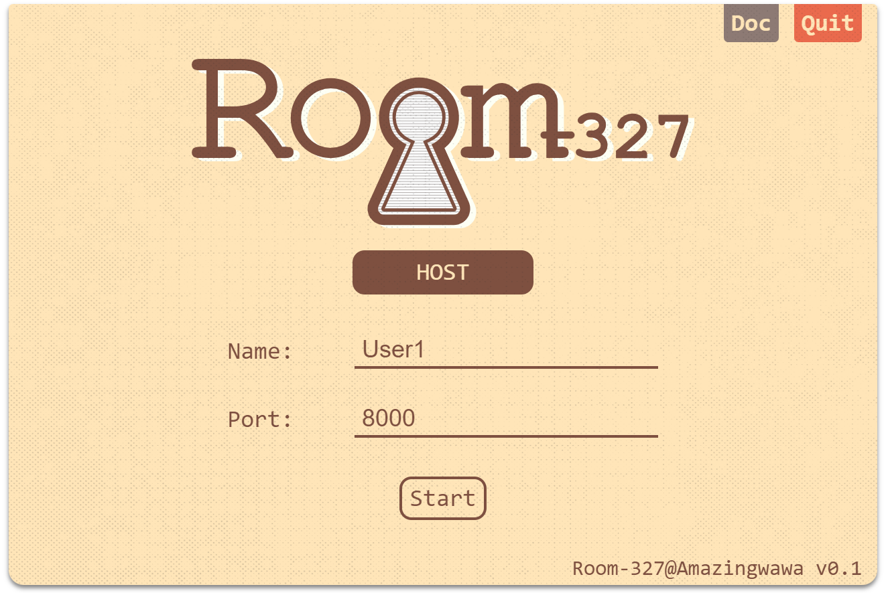 Doc Quit
Room-327
HOST
Name: User1
Port: 8000
Start
Room-327@Amazingwawa v0.1